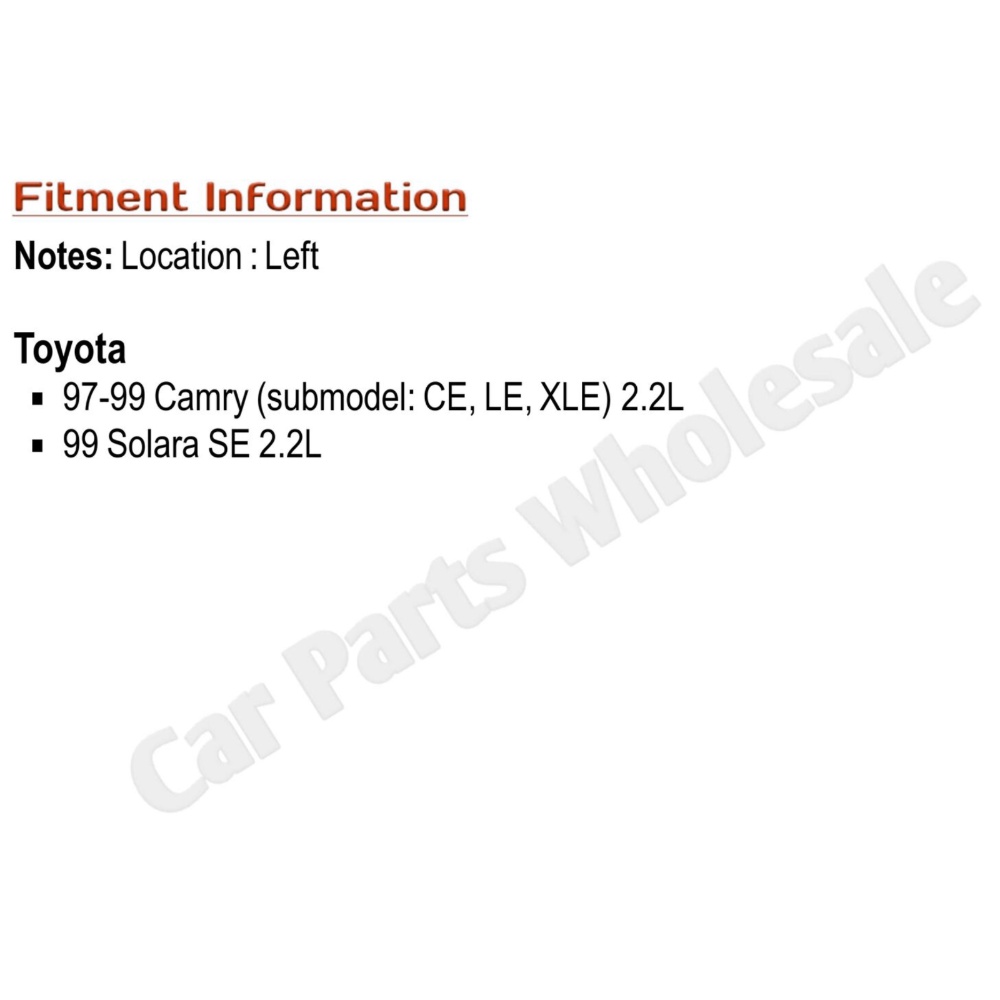 Fitment Information
Notes: Location : Left
Toyota
▪ 97-99 Camry (submodel: CE, LE, XLE) 2.2L
▪ 99 Solara SE 2.2L
Car Parts Wholesale